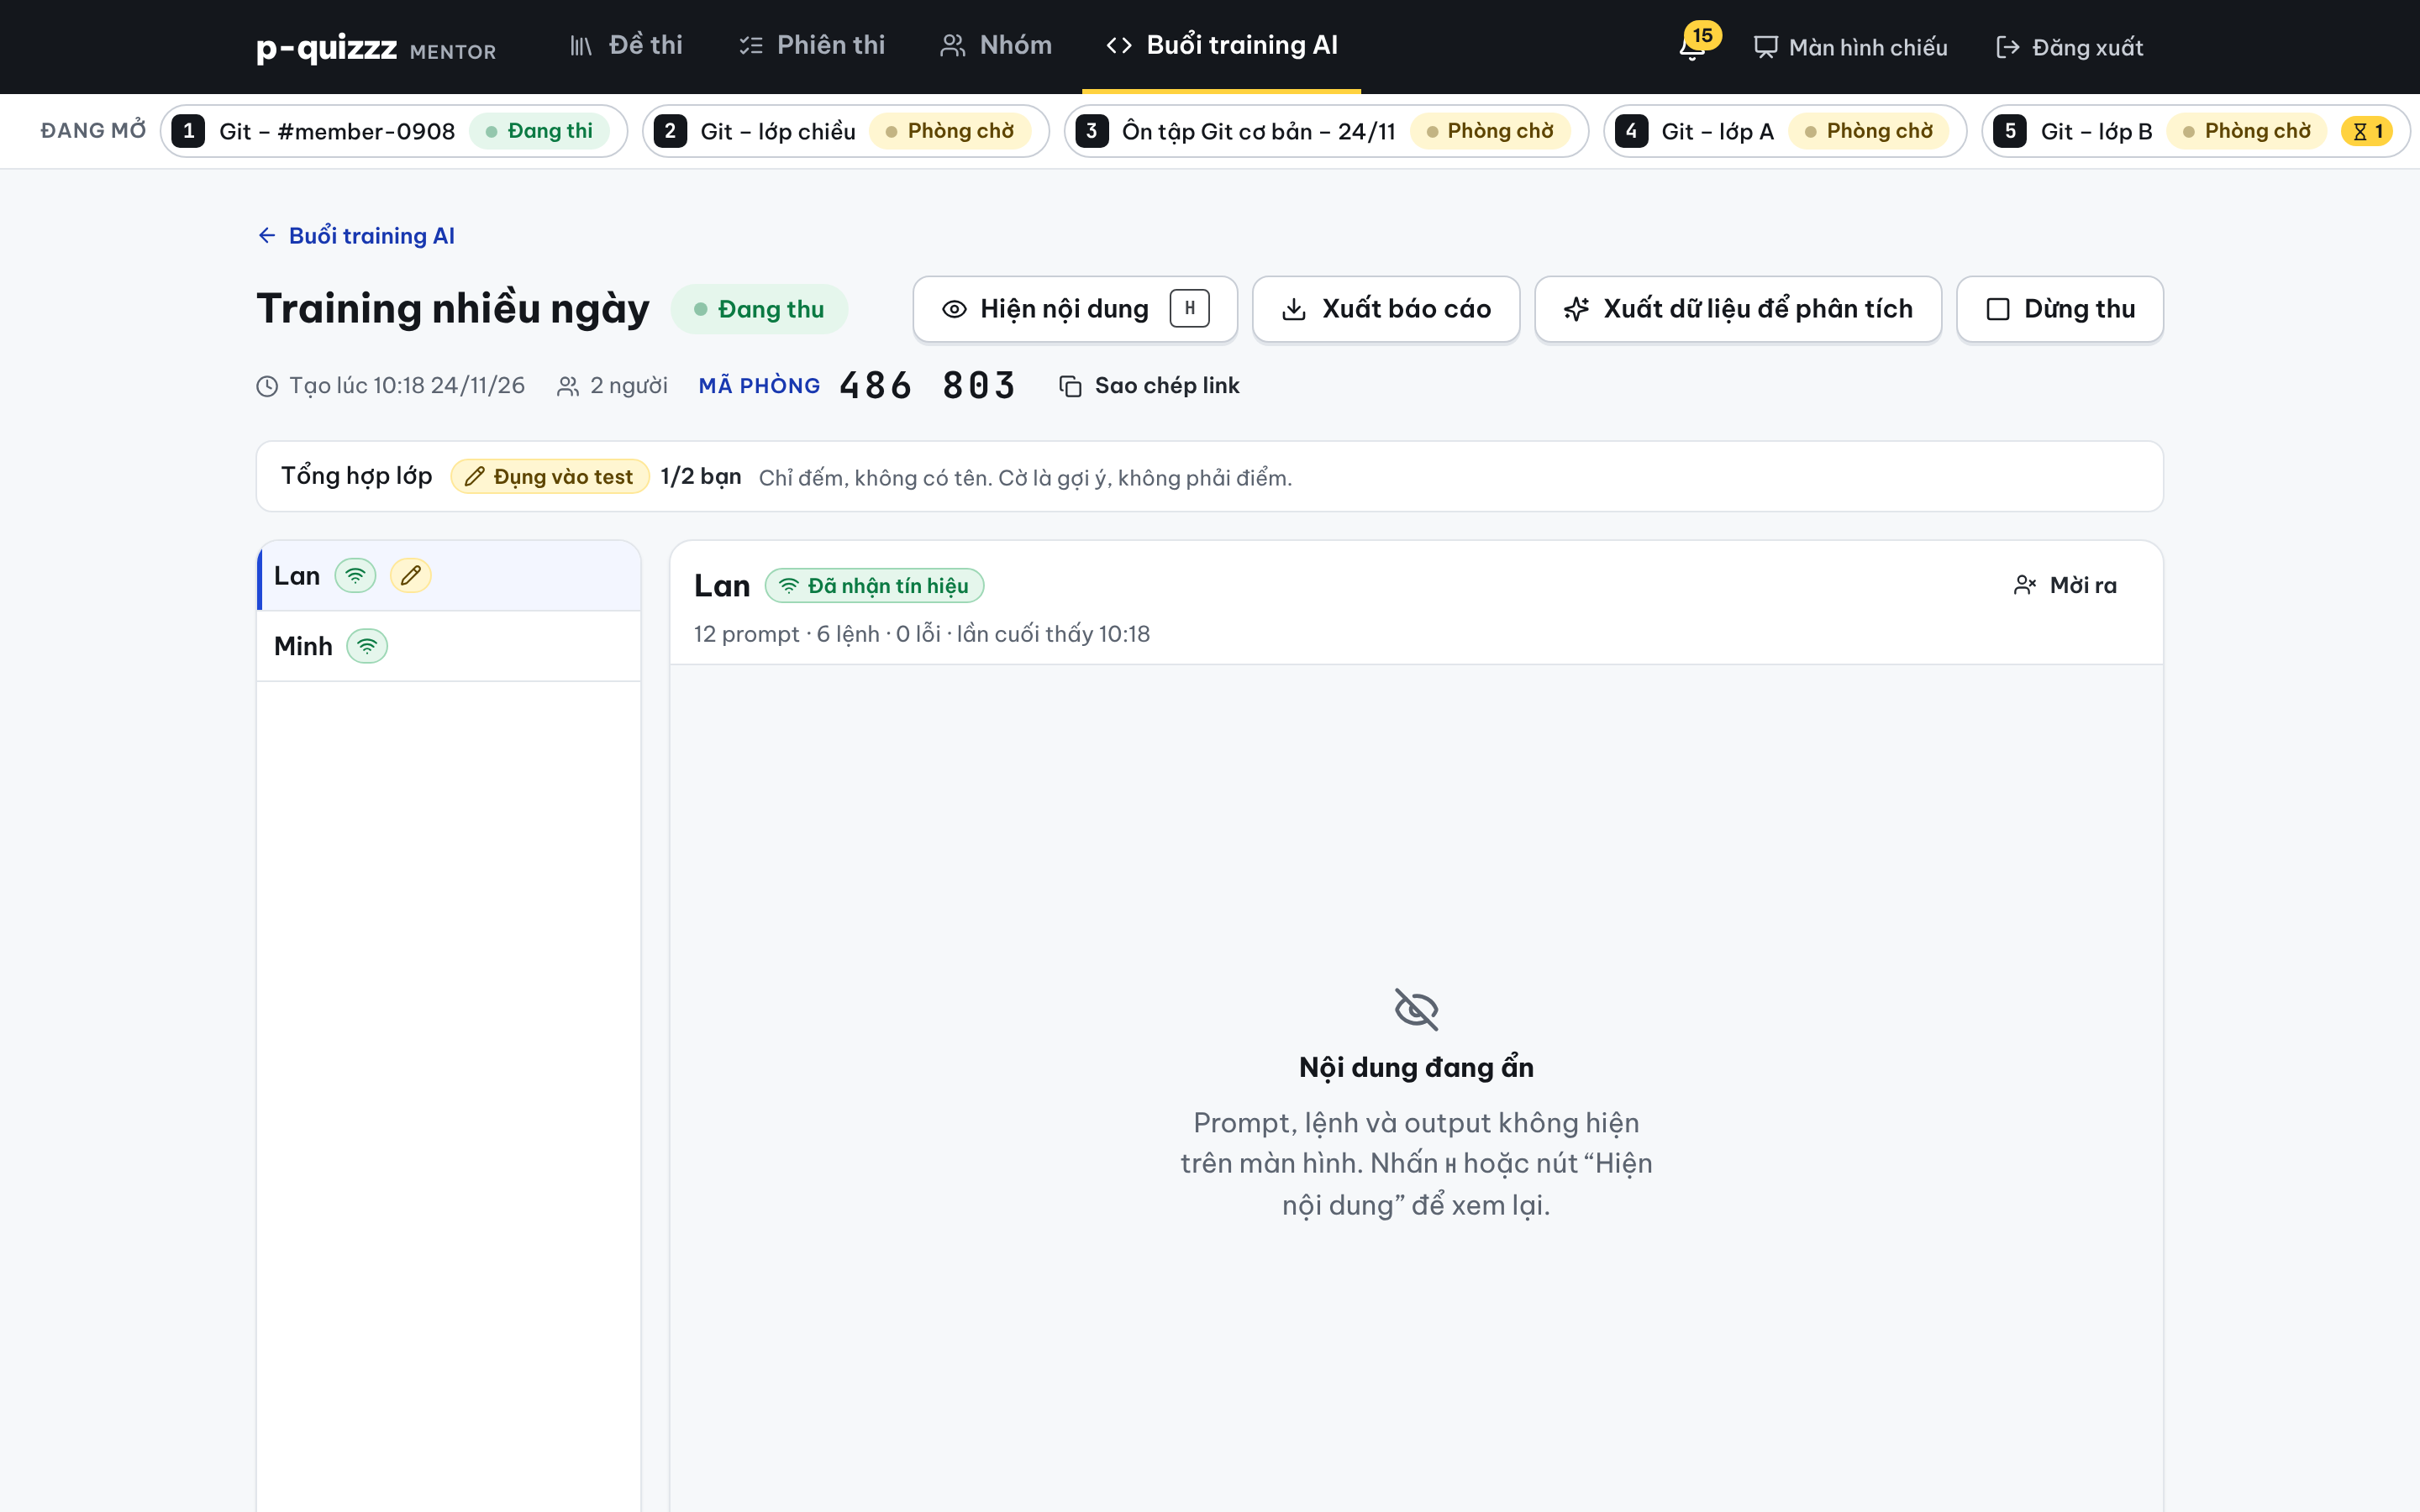 p-quizzz MENTOR Đề thi Phiên thi Nhóm Buổi training AI 15 Màn hình chiếu Đăng xuất
ĐANG MỞ 1 Git – #member-0908 Đang thi 2 Git – lớp chiều Phòng chờ 3 Ôn tập Git cơ bản – 24/11 Phòng chờ 4 Git – lớp A Phòng chờ 5 Git – lớp B Phòng chờ 1
Buổi training AI
Training nhiều ngày Đang thu Hiện nội dung H Xuất báo cáo Xuất dữ liệu để phân tích Dừng thu
Tạo lúc 10:18 24/11/26 2 người MÃ PHÒNG 486 803 Sao chép link
Tổng hợp lớp Đụng vào test 1/2 bạn Chỉ đếm, không có tên. Cờ là gợi ý, không phải điểm.
Lan
Minh
Lan Đã nhận tín hiệu Mời ra
12 prompt · 6 lệnh · 0 lỗi · lần cuối thấy 10:18
Nội dung đang ẩn
Prompt, lệnh và output không hiện
trên màn hình. Nhấn H hoặc nút “Hiện
nội dung” để xem lại.